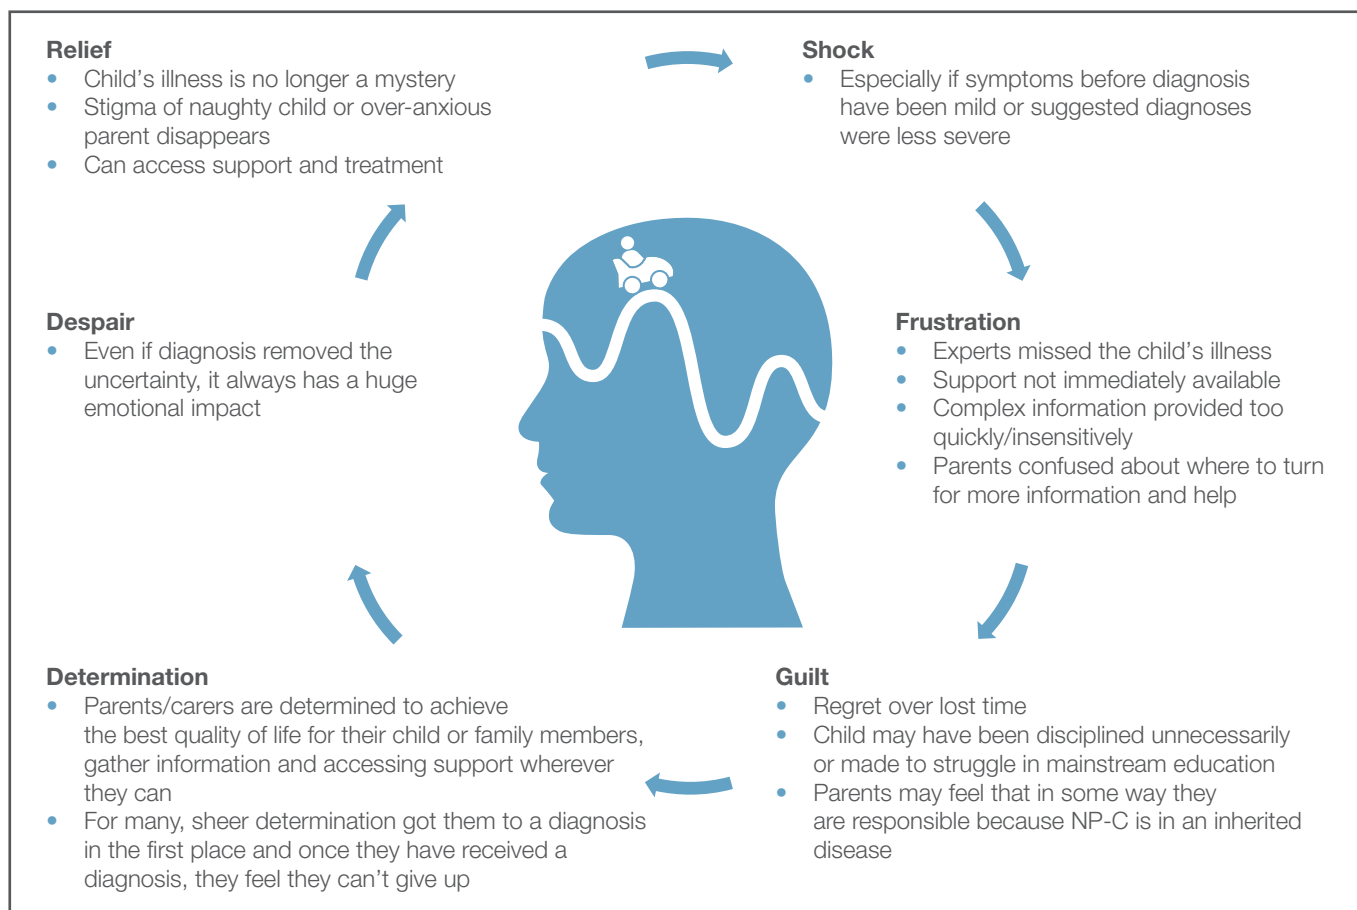 Relief
• Child's illness is no longer a mystery
• Stigma of naughty child or over-anxious
parent disappears
• Can access support and treatment
Shock
• Especially if symptoms before diagnosis
have been mild or suggested diagnoses
were less severe
Despair
• Even if diagnosis removed the
uncertainty, it always has a huge
emotional impact
Frustration
• Experts missed the child's illness
• Support not immediately available
• Complex information provided too
quickly/insensitively
• Parents confused about where to turn
for more information and help
Determination
• Parents/carers are determined to achieve
the best quality of life for their child or family members,
gather information and accessing support wherever
they can
• For many, sheer determination got them to a diagnosis
in the first place and once they have received a
diagnosis, they feel they can't give up
Guilt
• Regret over lost time
• Child may have been disciplined unnecessarily
or made to struggle in mainstream education
• Parents may feel that in some way they
are responsible because NP-C is in an inherited
disease